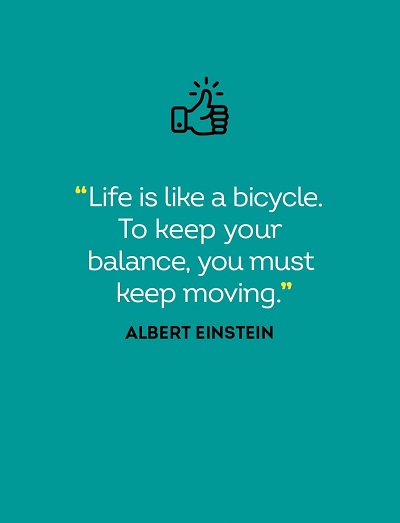 “Life is like a bicycle.
To keep your
balance, you must
keep moving.”
ALBERT EINSTEIN